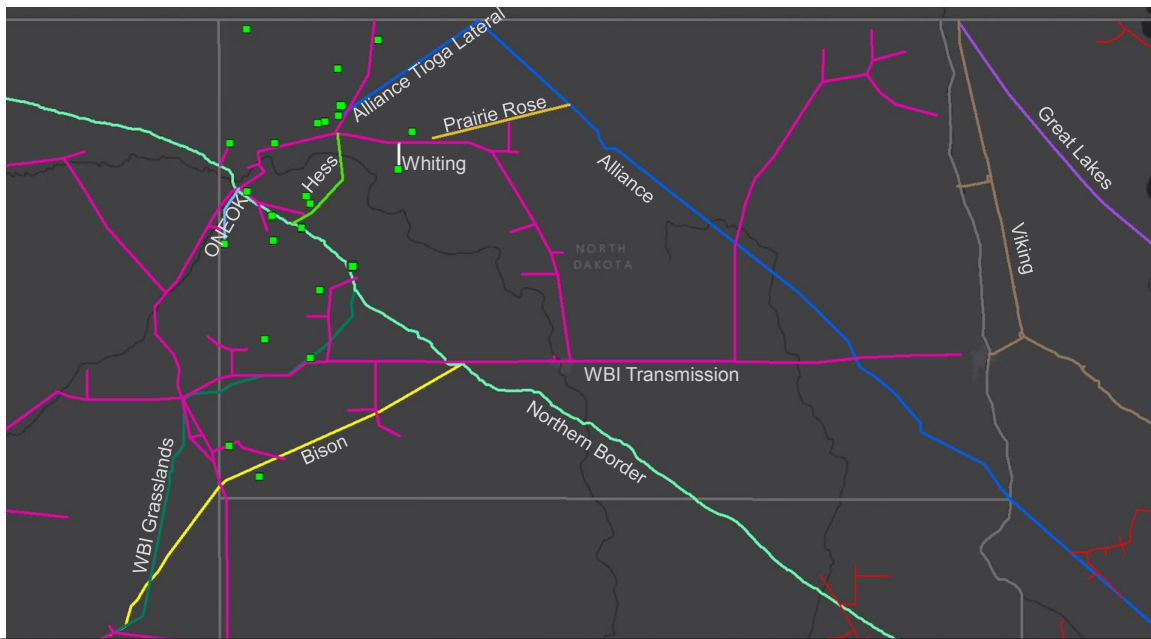 Alliance Tioga Lateral
Prairie Rose
Great Lakes
Whiting
Hess
Alliance
ONEOK
Viking
NORTH
DAKOTA
WBI Transmission
Northern Border
Bison
WBI Grasslands